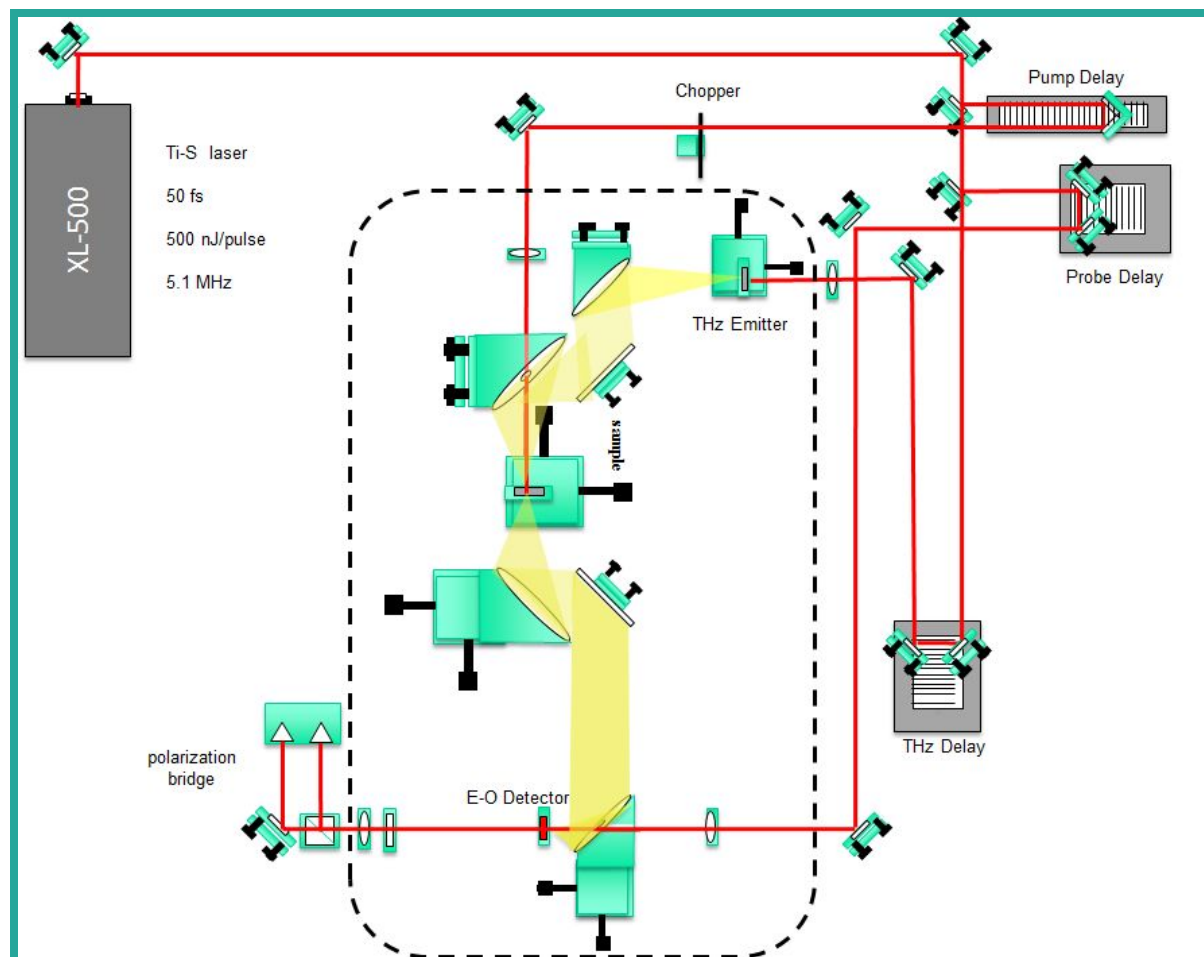 Pump Delay
Chopper
Ti-S laser
50 fs
500 nJ/pulse
5.1 MHz
XL-500
Probe Delay
THz Emitter
sample
THz Delay
polarization
bridge
E-O Detector